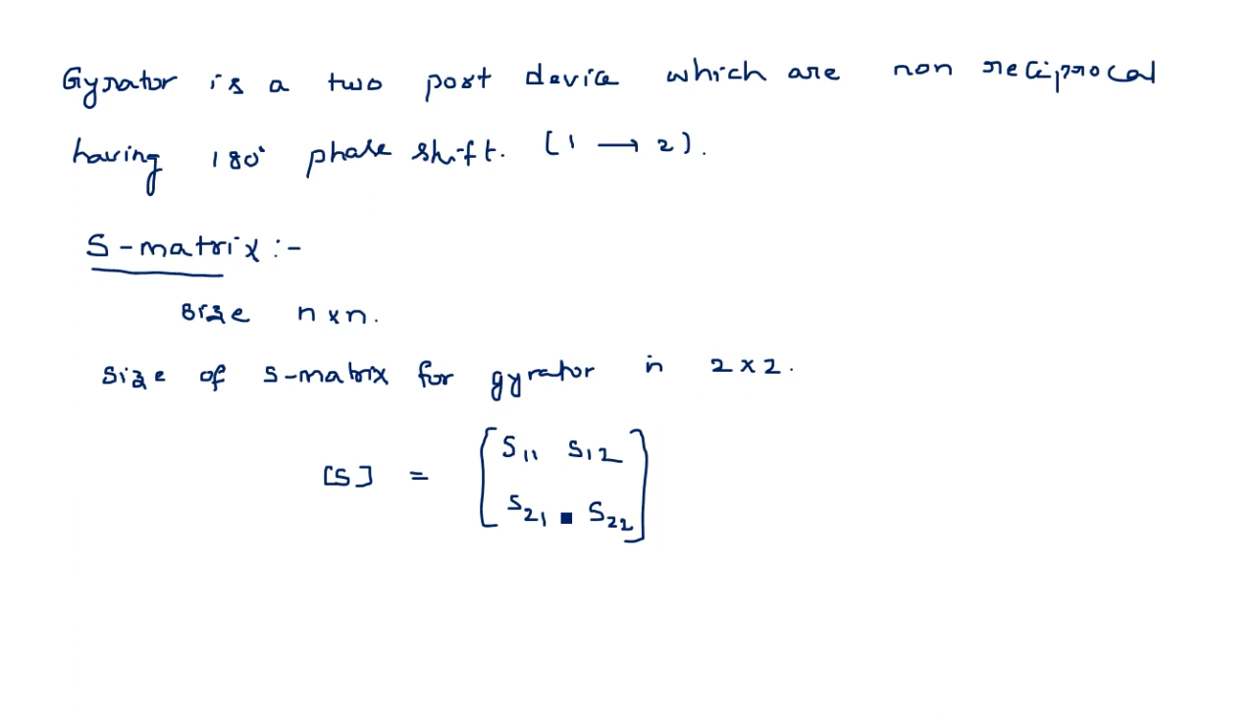 Gyrator is a two port device which are non reciprocal
having 180° phase shift. (1 → 2).
S-matrix :-
size n x n.
Size of S-matrix for gyrator is 2 x 2.
[S] = [ S11 S12
S21 S22 ]